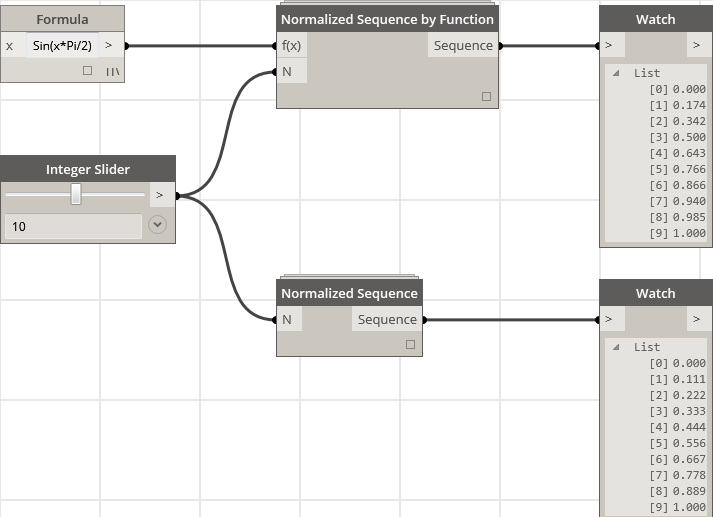 Formula
x Sin(x*Pi/2) >
Normalized Sequence by Function
f(x) Sequence
N
Watch
> >
List
[0] 0.000
[1] 0.174
[2] 0.342
[3] 0.500
[4] 0.643
[5] 0.766
[6] 0.866
[7] 0.940
[8] 0.985
[9] 1.000
Integer Slider
>
10
Normalized Sequence
N Sequence
Watch
> >
List
[0] 0.000
[1] 0.111
[2] 0.222
[3] 0.333
[4] 0.444
[5] 0.556
[6] 0.667
[7] 0.778
[8] 0.889
[9] 1.000